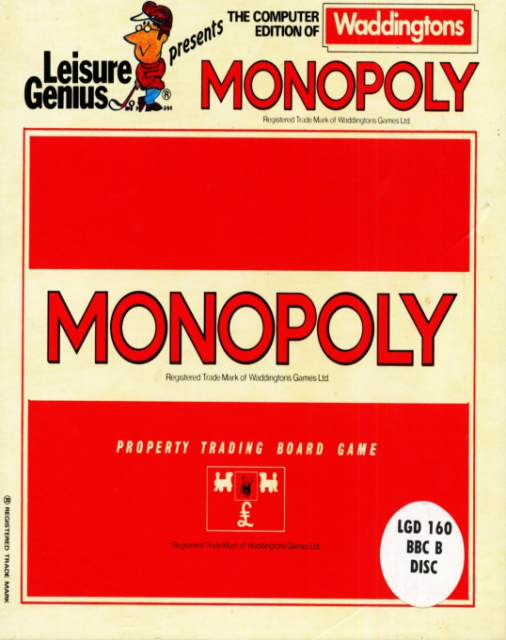 Leisure
Genius ®
presents
THE COMPUTER
EDITION OF
Waddingtons
MONOPOLY
Registered Trade Mark of Waddingtons Games Ltd.
MONOPOLY
Registered Trade Mark of Waddingtons Games Ltd.
PROPERTY TRADING BOARD GAME
£
Registered Trade Mark of Waddingtons Games Ltd.
LGD 160
BBC B
DISC
® REGISTERED TRADE MARK